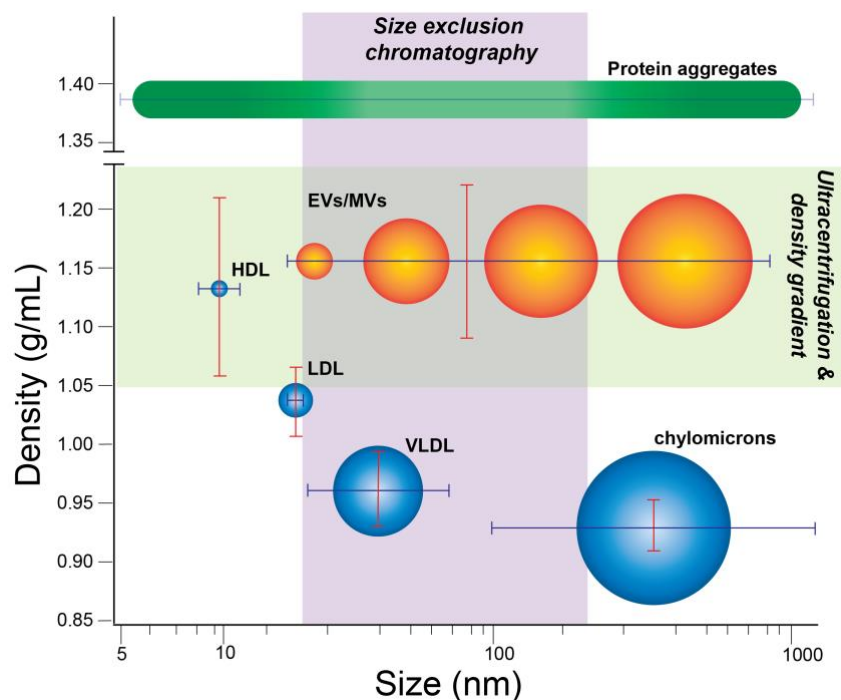 Size exclusion
chromatography
Protein aggregates
1.40
1.35
EVs/MVs
1.20
HDL
1.15
1.10
LDL
1.05
VLDL
chylomicrons
1.00
0.95
0.90
0.85
Density (g/mL)
Ultracentrifugation &
density gradient
5
10
100
1000
Size (nm)